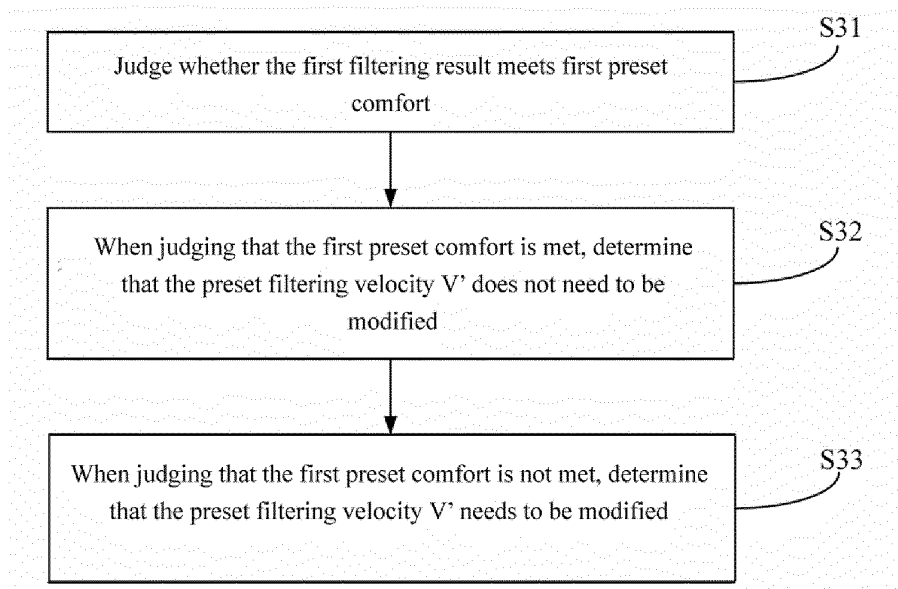 S31
Judge whether the first filtering result meets first preset
comfort
S32
When judging that the first preset comfort is met, determine
that the preset filtering velocity V’ does not need to be
modified
S33
When judging that the first preset comfort is not met, determine
that the preset filtering velocity V’ needs to be modified